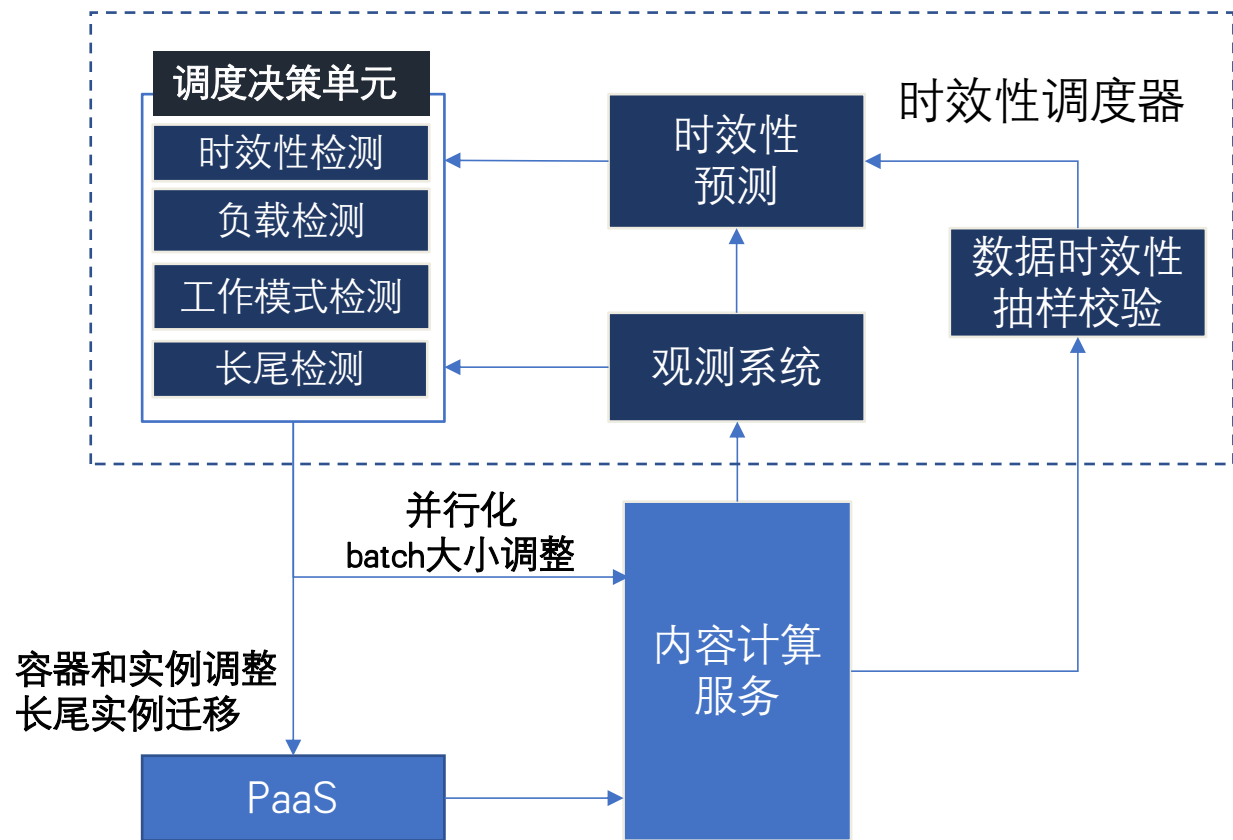 调度决策单元
时效性检测
负载检测
工作模式检测
长尾检测
时效性
预测
时效性调度器
数据时效性
抽样校验
观测系统
并行化
batch大小调整
容器和实例调整
长尾实例迁移
内容计算
服务
PaaS